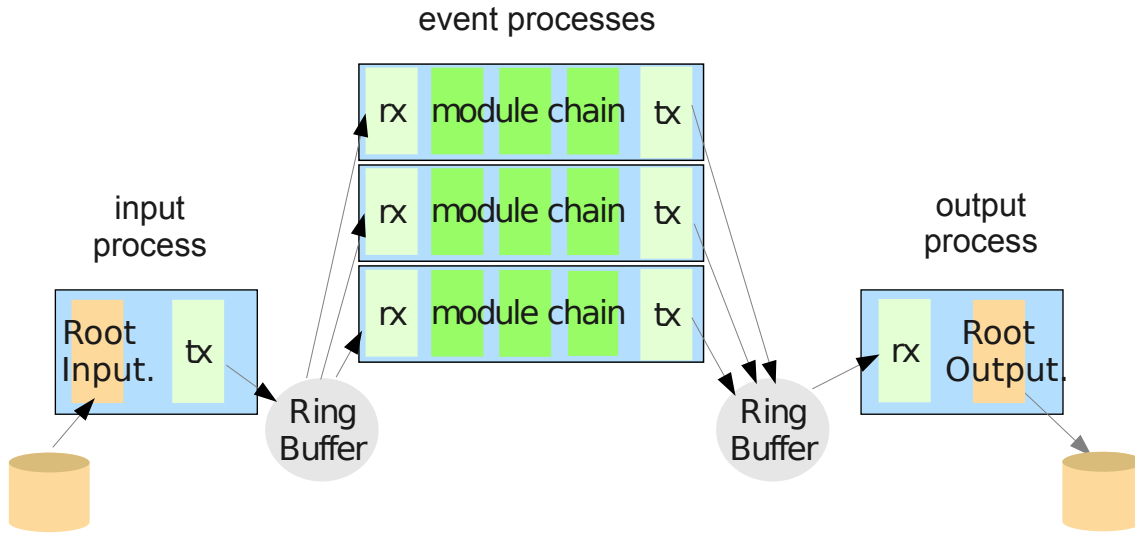 event processes
rx module chain tx
rx module chain tx
rx module chain tx
input
process
Root
Input.
tx
Ring
Buffer
Ring
Buffer
output
process
rx
Root
Output.